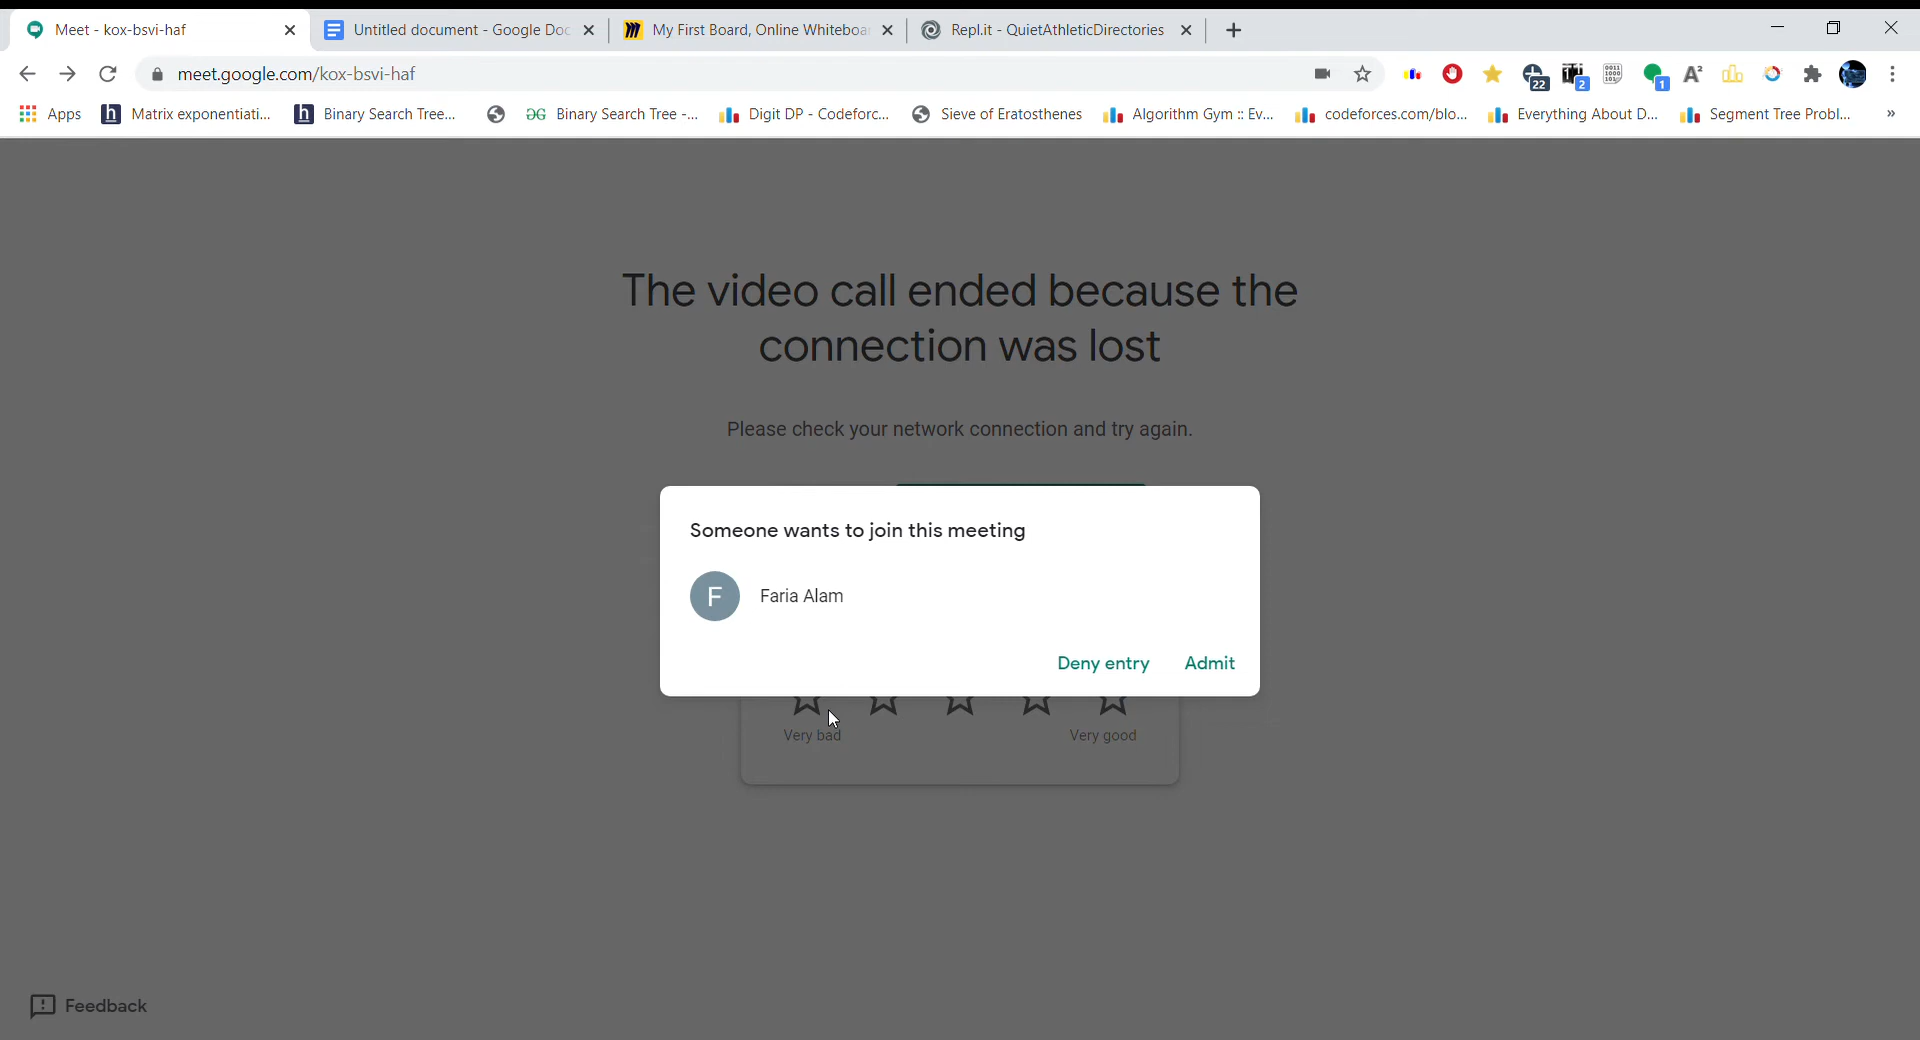 Meet - kox-bsvi-haf
Untitled document - Google Doc
My First Board, Online Whiteboa
Repl.it - QuietAthleticDirectories
meet.google.com/kox-bsvi-haf
22
2
1
Apps
Matrix exponentiati...
Binary Search Tree...
Binary Search Tree -...
Digit DP - Codeforc...
Sieve of Eratosthenes
Algorithm Gym :: Ev...
codeforces.com/blo...
Everything About D...
Segment Tree Probl...
»
The video call ended because the
connection was lost
Please check your network connection and try again.
Someone wants to join this meeting
F
Faria Alam
Deny entry
Admit
Very bad
Very good
Feedback